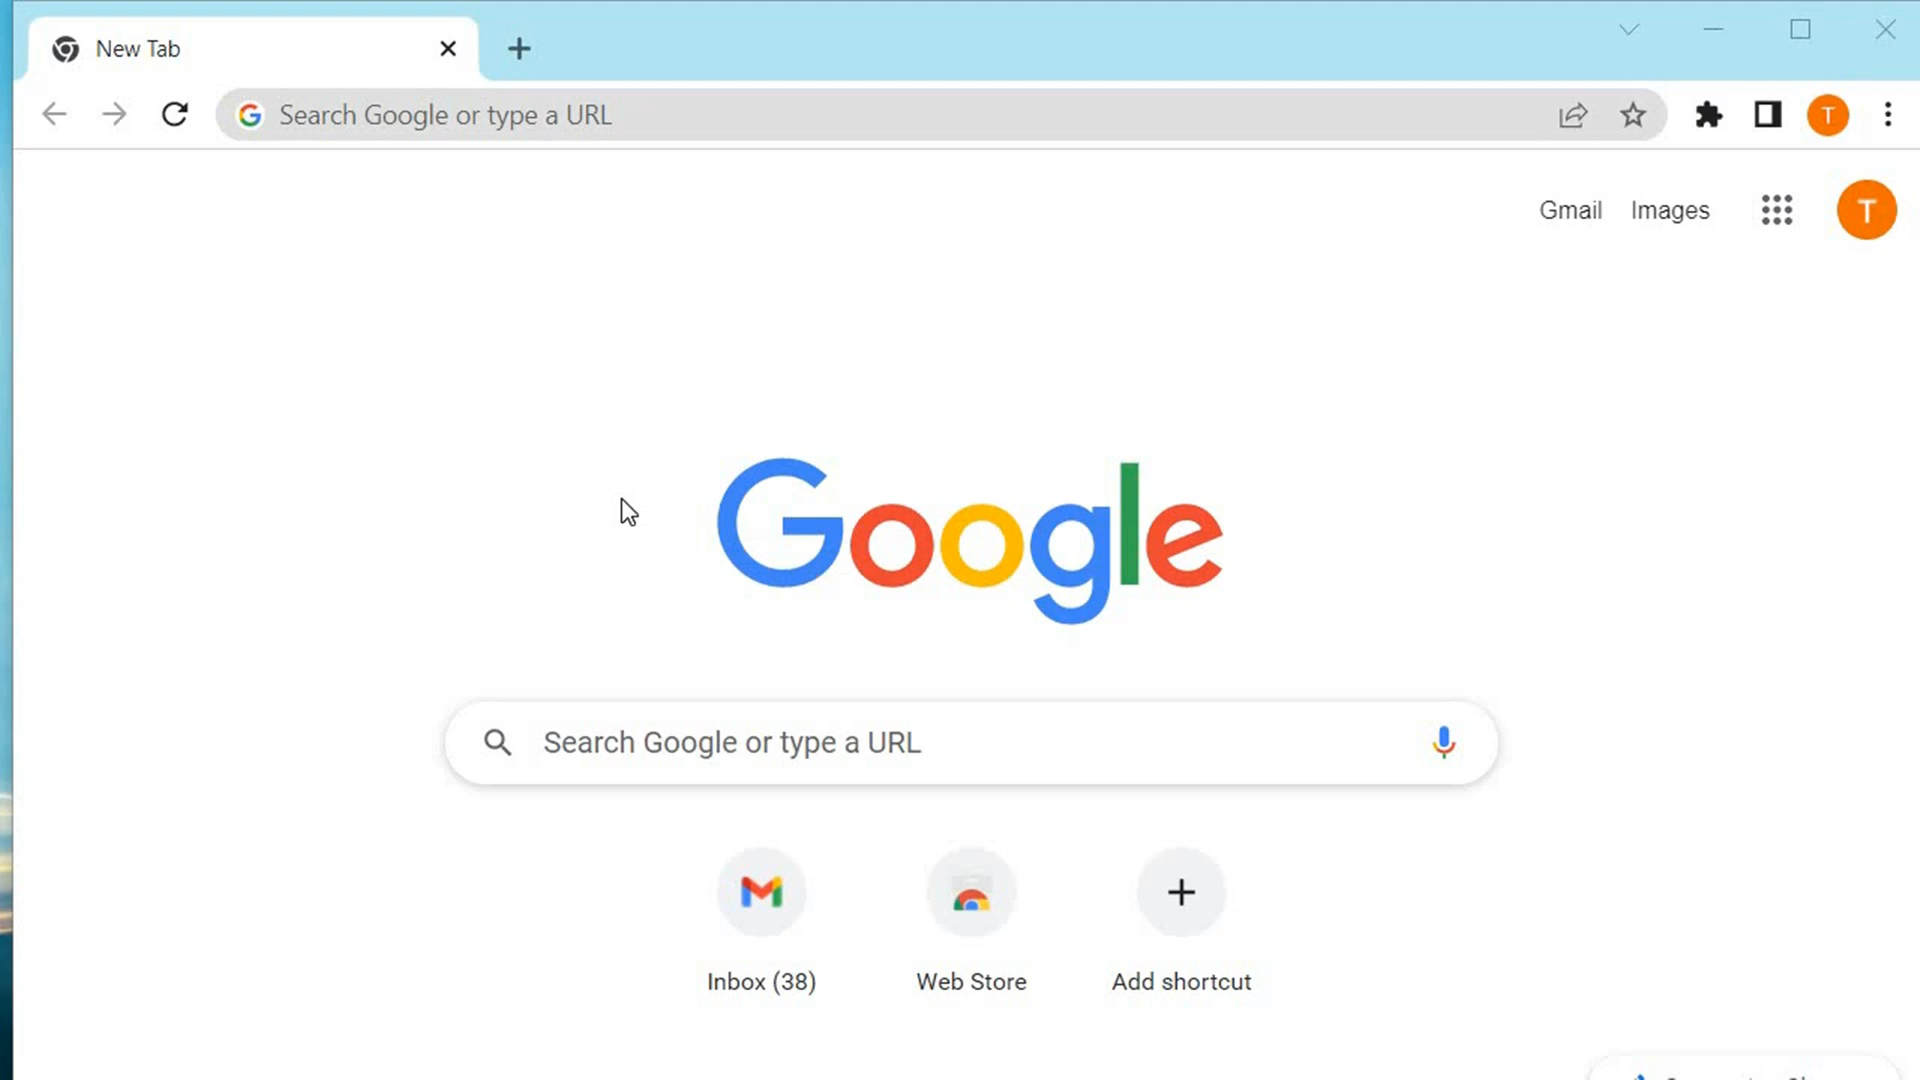 New Tab
Search Google or type a URL
T
Gmail Images T
Google
Search Google or type a URL
Inbox (38) Web Store Add shortcut